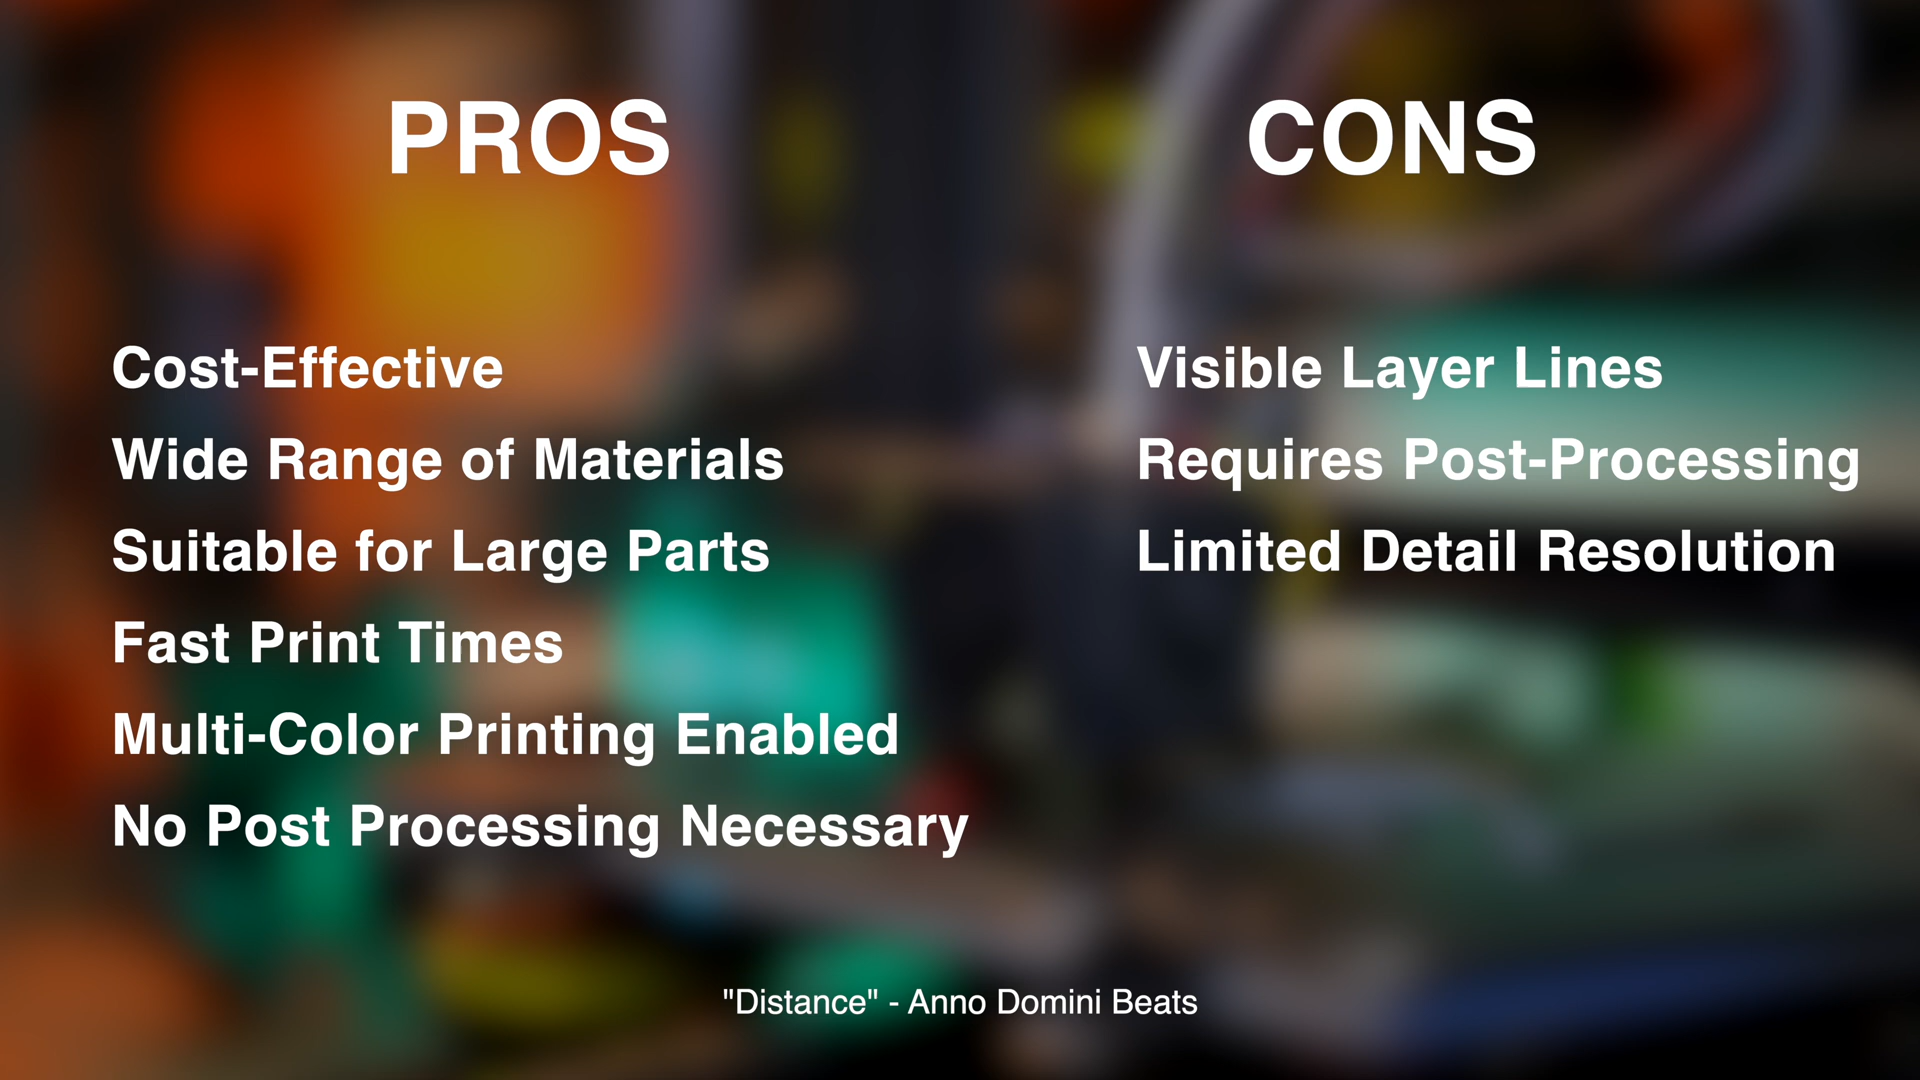 PROS
Cost-Effective
Wide Range of Materials
Suitable for Large Parts
Fast Print Times
Multi-Color Printing Enabled
No Post Processing Necessary
CONS
Visible Layer Lines
Requires Post-Processing
Limited Detail Resolution
"Distance" - Anno Domini Beats